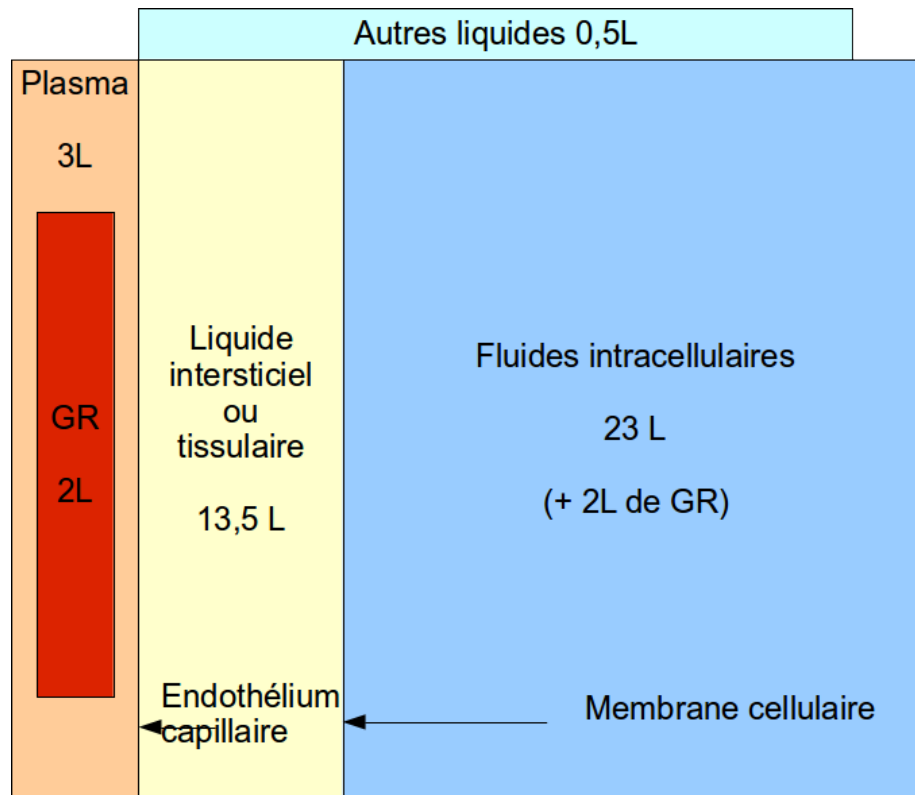 Autres liquides 0,5L
Plasma
3L
GR
2L
Liquide
intersticiel
ou
tissulaire
13,5 L
Fluides intracellulaires
23 L
(+ 2L de GR)
Endothélium
capillaire
Membrane cellulaire